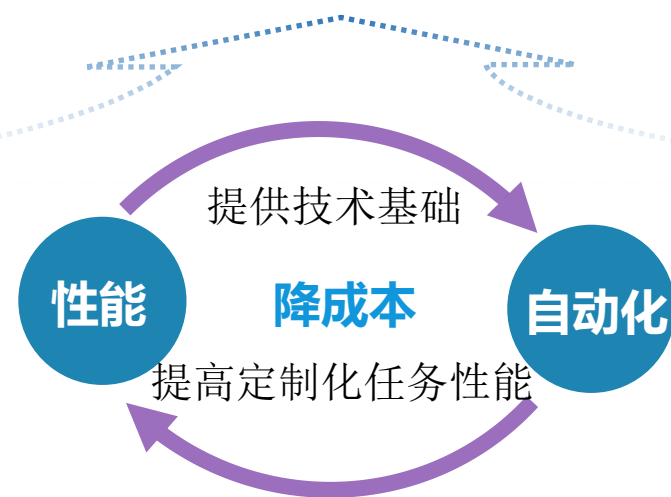 提供技术基础
性能
降成本
自动化
提高定制化任务性能